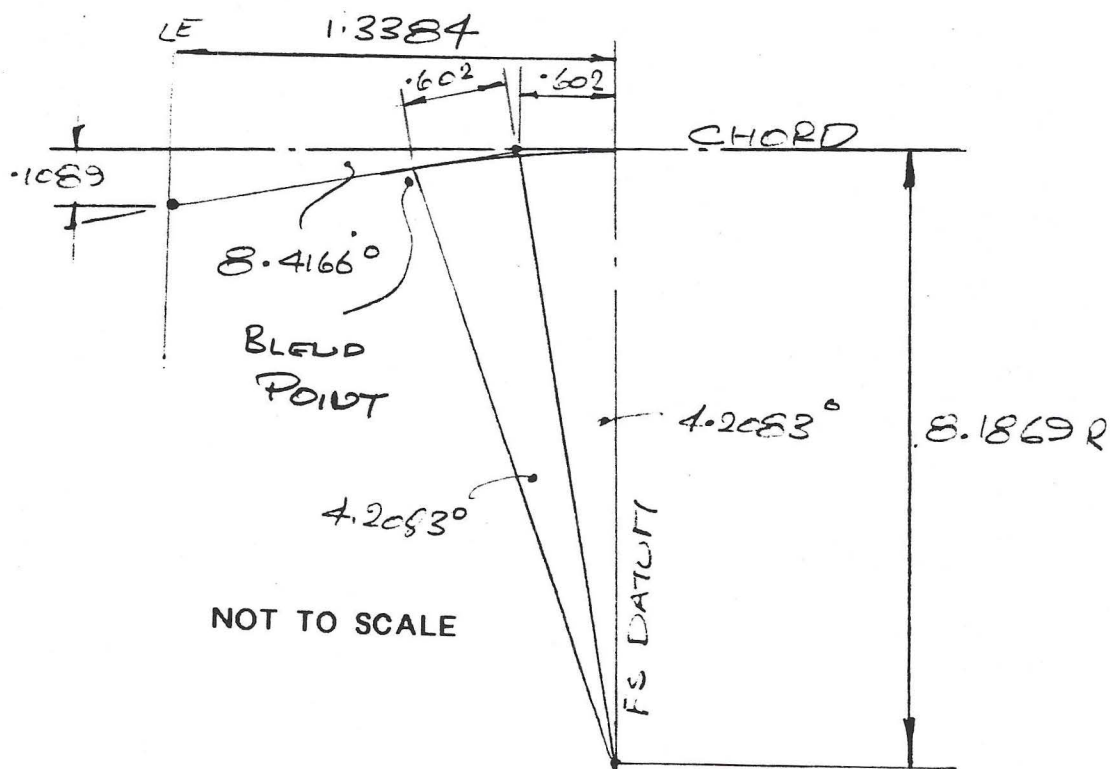 LE
1.3384
.602
.602
CHORD
.1089
8.4166°
BLEND
POINT
4.2083°
8.1869 R
4.2083°
FS DATUM
NOT TO SCALE